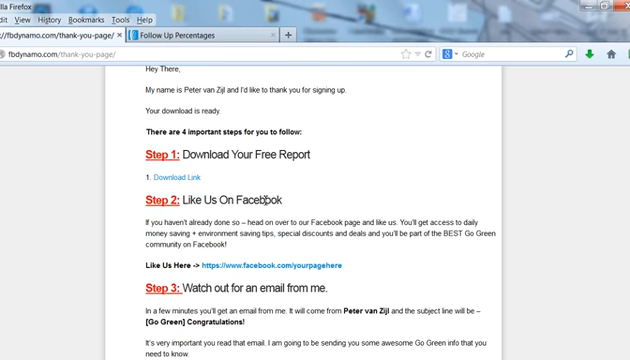 lla Firefox
View History Bookmarks Tools Help
://fbdynamo.com/thank-you-page/ × Follow Up Percentages × +
fbdynamo.com/thank-you-page/ Google
Hey There,
My name is Peter van Zijl and I'd like to thank you for signing up.
Your download is ready.
There are 4 important steps for you to follow:
Step 1: Download Your Free Report
1. Download Link
Step 2: Like Us On Facebook
If you haven't already done so – head on over to our Facebook page and like us. You'll get access to daily
money saving + environment saving tips, special discounts and deals and you'll be part of the BEST Go Green
community on Facebook!
Like Us Here -> https://www.facebook.com/yourpagehere
Step 3: Watch out for an email from me.
In a few minutes you'll get an email from me. It will come from Peter van Zijl and the subject line will be –
[Go Green] Congratulations!
It's very important you read that email. I am going to be sending you some awesome Go Green info that you
need to know.